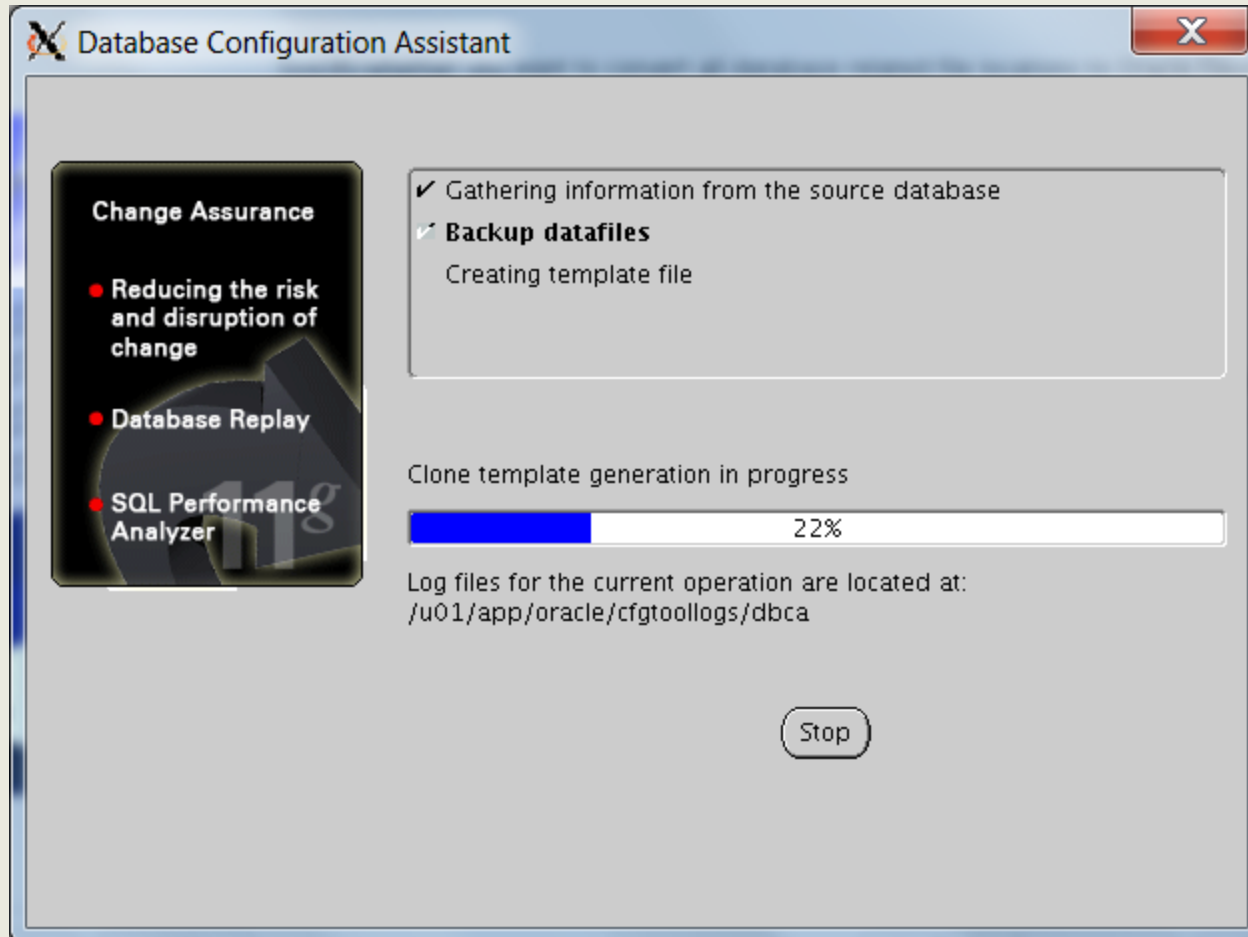 Database Configuration Assistant
Change Assurance
Reducing the risk
and disruption of
change
Database Replay
SQL Performance
Analyzer
11g
Gathering information from the source database
Backup datafiles
Creating template file
Clone template generation in progress
22%
Log files for the current operation are located at:
/u01/app/oracle/cfgtoollogs/dbca
Stop